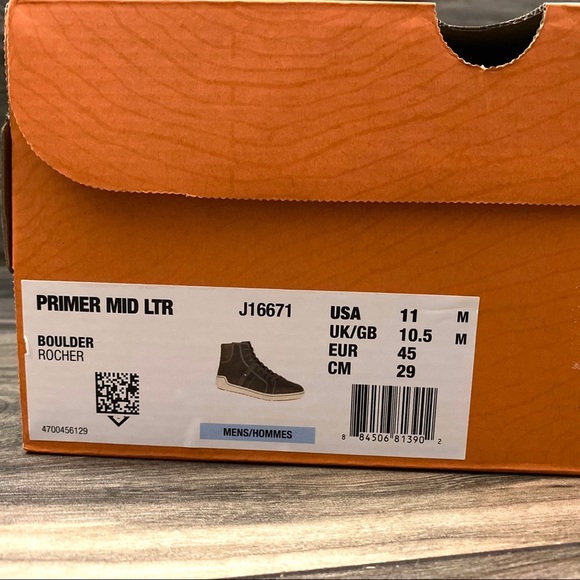 PRIMER MID LTR J16671
BOULDER
ROCHER
4700456129
MENS/HOMMES
USA 11 M
UK/GB 10.5 M
EUR 45
CM 29
8 84506 81390 2